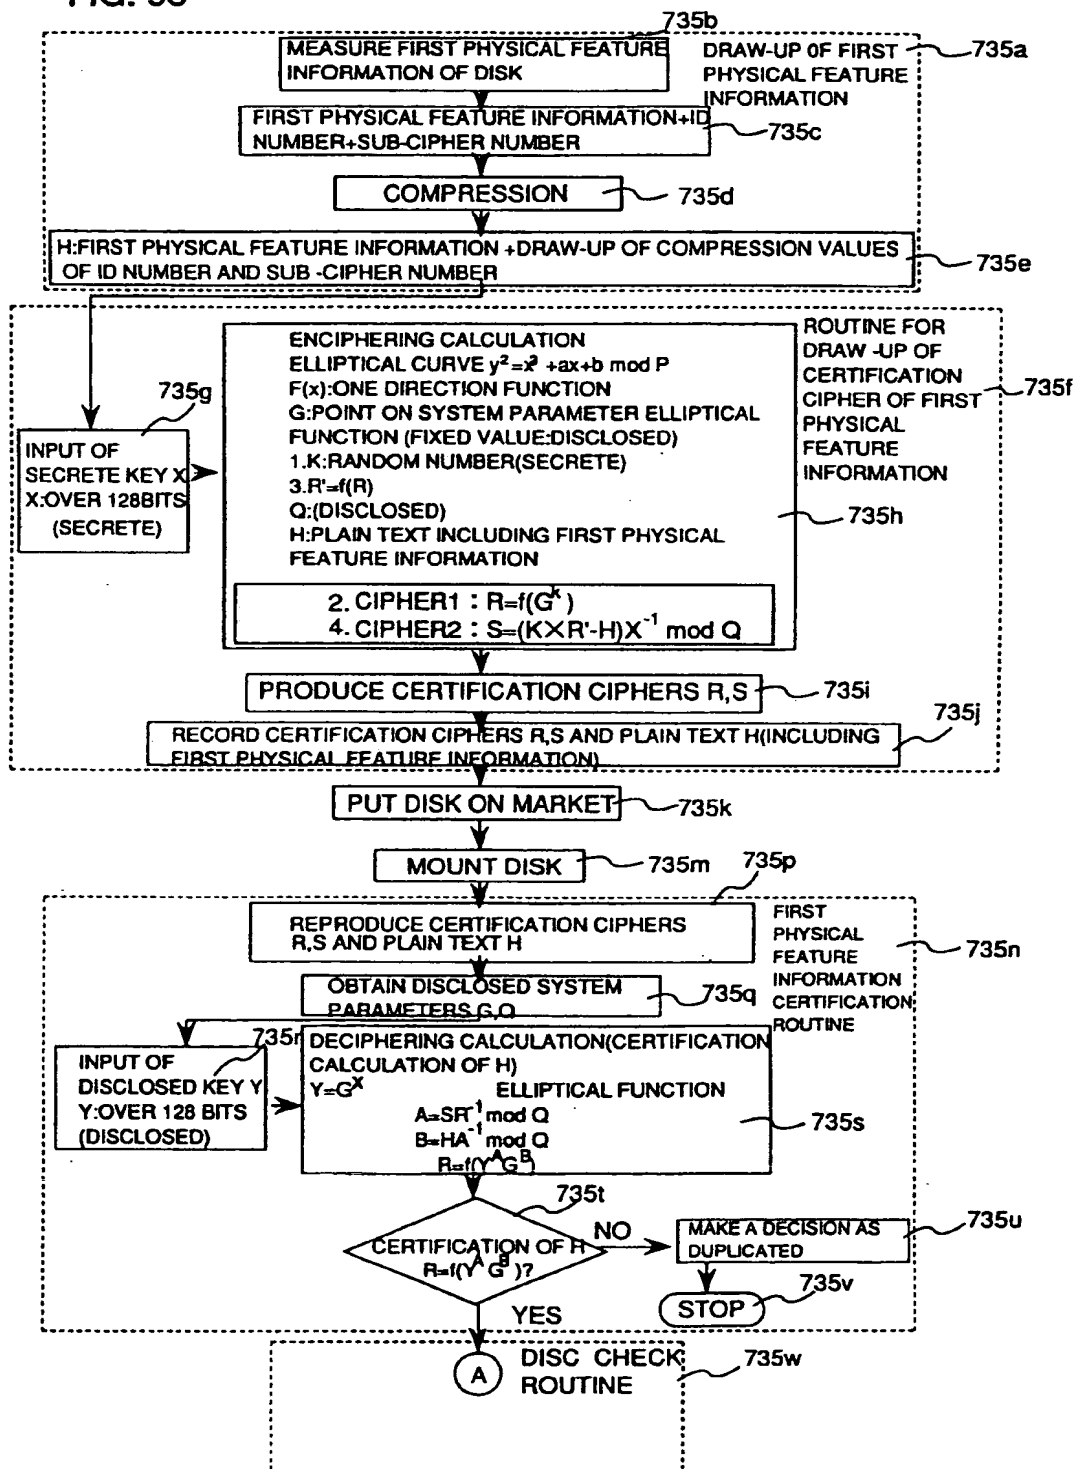 735b
MEASURE FIRST PHYSICAL FEATURE
INFORMATION OF DISK
DRAW-UP OF FIRST
PHYSICAL FEATURE
INFORMATION
735a
FIRST PHYSICAL FEATURE INFORMATION+ID
NUMBER+SUB-CIPHER NUMBER
735c
COMPRESSION
735d
H:FIRST PHYSICAL FEATURE INFORMATION +DRAW-UP OF COMPRESSION VALUES
OF ID NUMBER AND SUB -CIPHER NUMBER
735e
ROUTINE FOR
DRAW -UP OF
CERTIFICATION
CIPHER OF FIRST
PHYSICAL
FEATURE
INFORMATION
735f
735g
INPUT OF
SECRETE KEY X
X:OVER 128BITS
(SECRETE)
ENCIPHERING CALCULATION
ELLIPTICAL CURVE y²=x³ +ax+b mod P
F(x):ONE DIRECTION FUNCTION
G:POINT ON SYSTEM PARAMETER ELLIPTICAL
FUNCTION (FIXED VALUE:DISCLOSED)
1.K:RANDOM NUMBER(SECRETE)
3.R'=f(R)
Q:(DISCLOSED)
H:PLAIN TEXT INCLUDING FIRST PHYSICAL
FEATURE INFORMATION
735h
2. CIPHER1 : R=f(G^k)
4. CIPHER2 : S=(K×R'-H)X⁻¹ mod Q
PRODUCE CERTIFICATION CIPHERS R,S
735i
735j
RECORD CERTIFICATION CIPHERS R,S AND PLAIN TEXT H(INCLUDING
FIRST PHYSICAL FEATURE INFORMATION)
PUT DISK ON MARKET
735k
MOUNT DISK
735m
735p
REPRODUCE CERTIFICATION CIPHERS
R,S AND PLAIN TEXT H
FIRST
PHYSICAL
FEATURE
INFORMATION
CERTIFICATION
ROUTINE
735n
OBTAIN DISCLOSED SYSTEM
PARAMETERS G,Q
735q
735r
INPUT OF
DISCLOSED KEY Y
Y:OVER 128 BITS
(DISCLOSED)
DECIPHERING CALCULATION(CERTIFICATION
CALCULATION OF H)
Y=G^X
ELLIPTICAL FUNCTION
A=SR⁻¹ mod Q
B=HA⁻¹ mod Q
R=f(Y^A G^B)
735s
735t
CERTIFICATION OF H
R=f(Y^A G^B)?
NO
MAKE A DECISION AS
DUPLICATED
735u
STOP
735v
YES
A
DISC CHECK
ROUTINE
735w